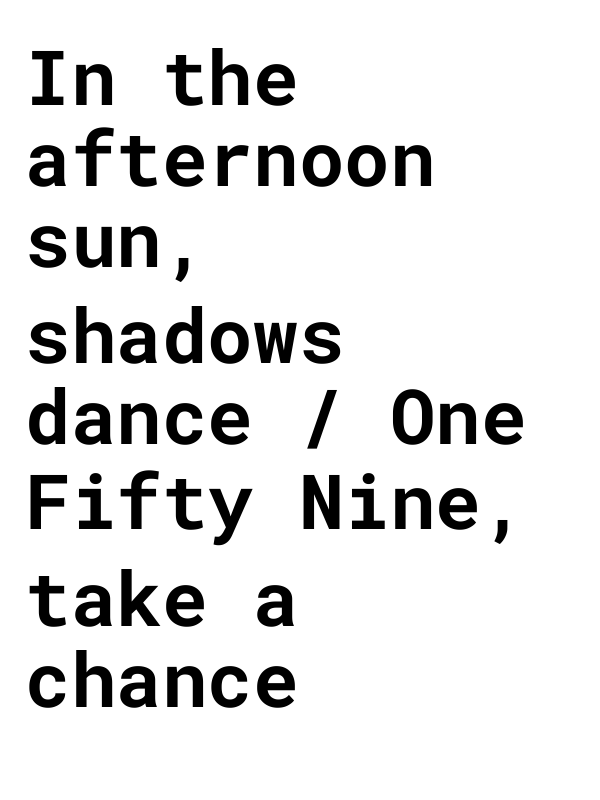 In the
afternoon
sun,
shadows
dance / One
Fifty Nine,
take a
chance